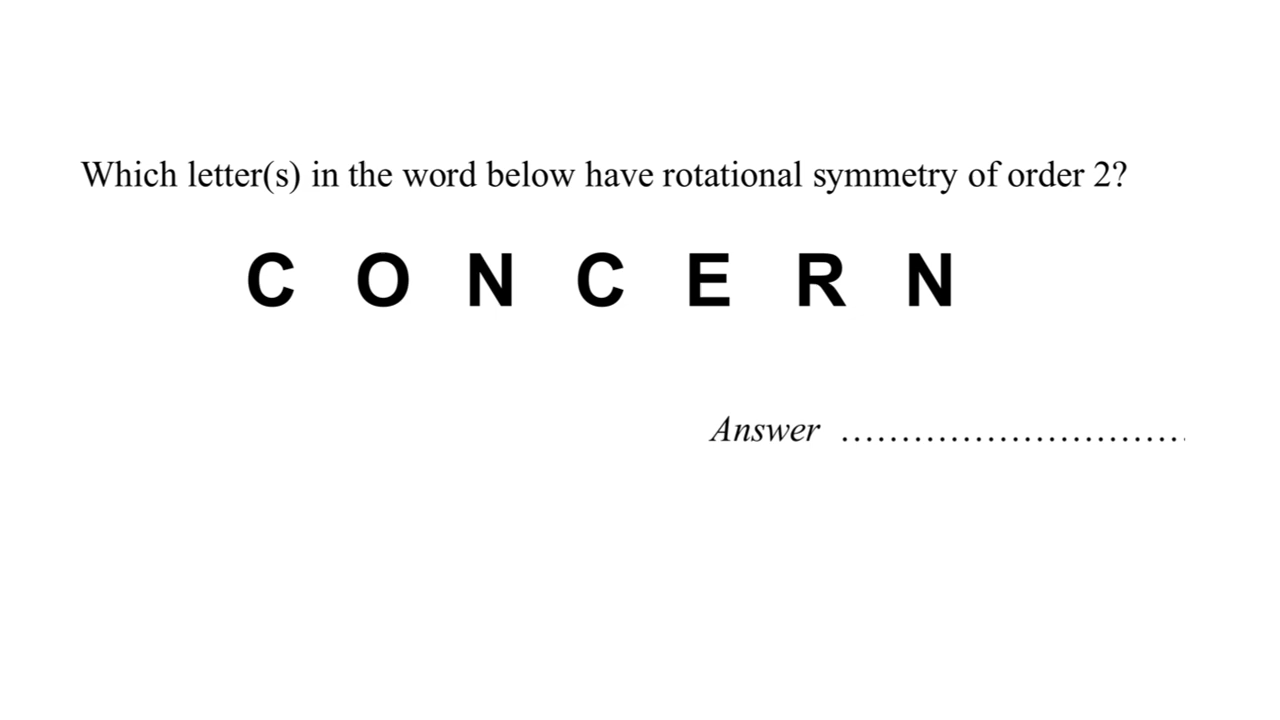 Which letter(s) in the word below have rotational symmetry of order 2?
C O N C E R N
Answer ............................